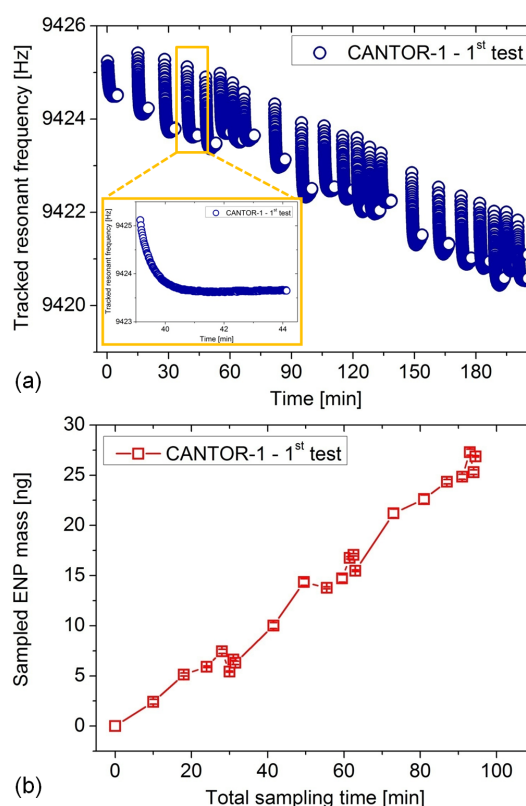 9426
9424
9422
9420
Tracked resonant frequency [Hz]
CANTOR-1 - 1st test
9425
9424
9423
Tracked resonant frequency [Hz]
CANTOR-1 - 1st test
40 42 44
Time [min]
0 30 60 90 120 150 180
Time [min]
(a)
30
25
20
15
10
5
0
Sampled ENP mass [ng]
CANTOR-1 - 1st test
0 20 40 60 80 100
Total sampling time [min]
(b)